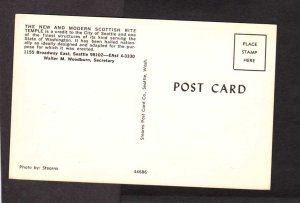 THE NEW AND MODERN SCOTTISH RITE
TEMPLE is a credit to the City of Seattle and one
of the finest structures of its kind serving the
State of Washington. It has been hailed nation-
ally as ideally designed and adapted for the pur-
pose for which it was erected.
1155 Broadway East, Seattle 98102—EAst 4-3330
Walter M. Woodburn, Secretary
PLACE
STAMP
HERE
POST CARD
Stearns Post Card Co., Seattle, Wash.
Photo by: Stearns
44686